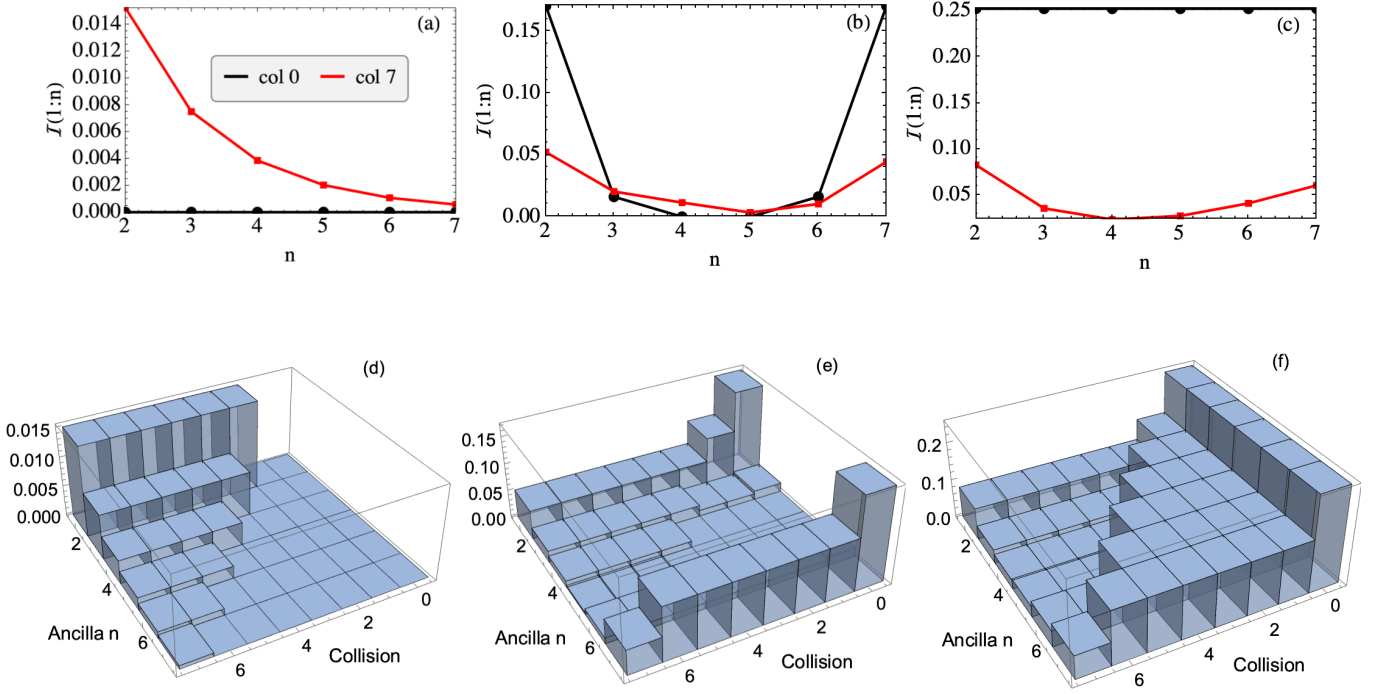 (a)
0.014
0.012
0.010
0.008
0.006
0.004
0.002
0.000
I(1:n)
col 0 col 7
2 3 4 5 6 7
n
(b)
0.15
0.10
0.05
0.00
I(1:n)
2 3 4 5 6 7
n
(c)
0.25
0.20
0.15
0.10
0.05
I(1:n)
2 3 4 5 6 7
n
(d)
0.015
0.010
0.005
0.000
2
4
6
Ancilla n
6 4 2 0
Collision
(e)
0.15
0.10
0.05
0.00
2
4
6
Ancilla n
6 4 2 0
Collision
(f)
0.2
0.1
0.0
2
4
6
Ancilla n
6 4 2 0
Collision